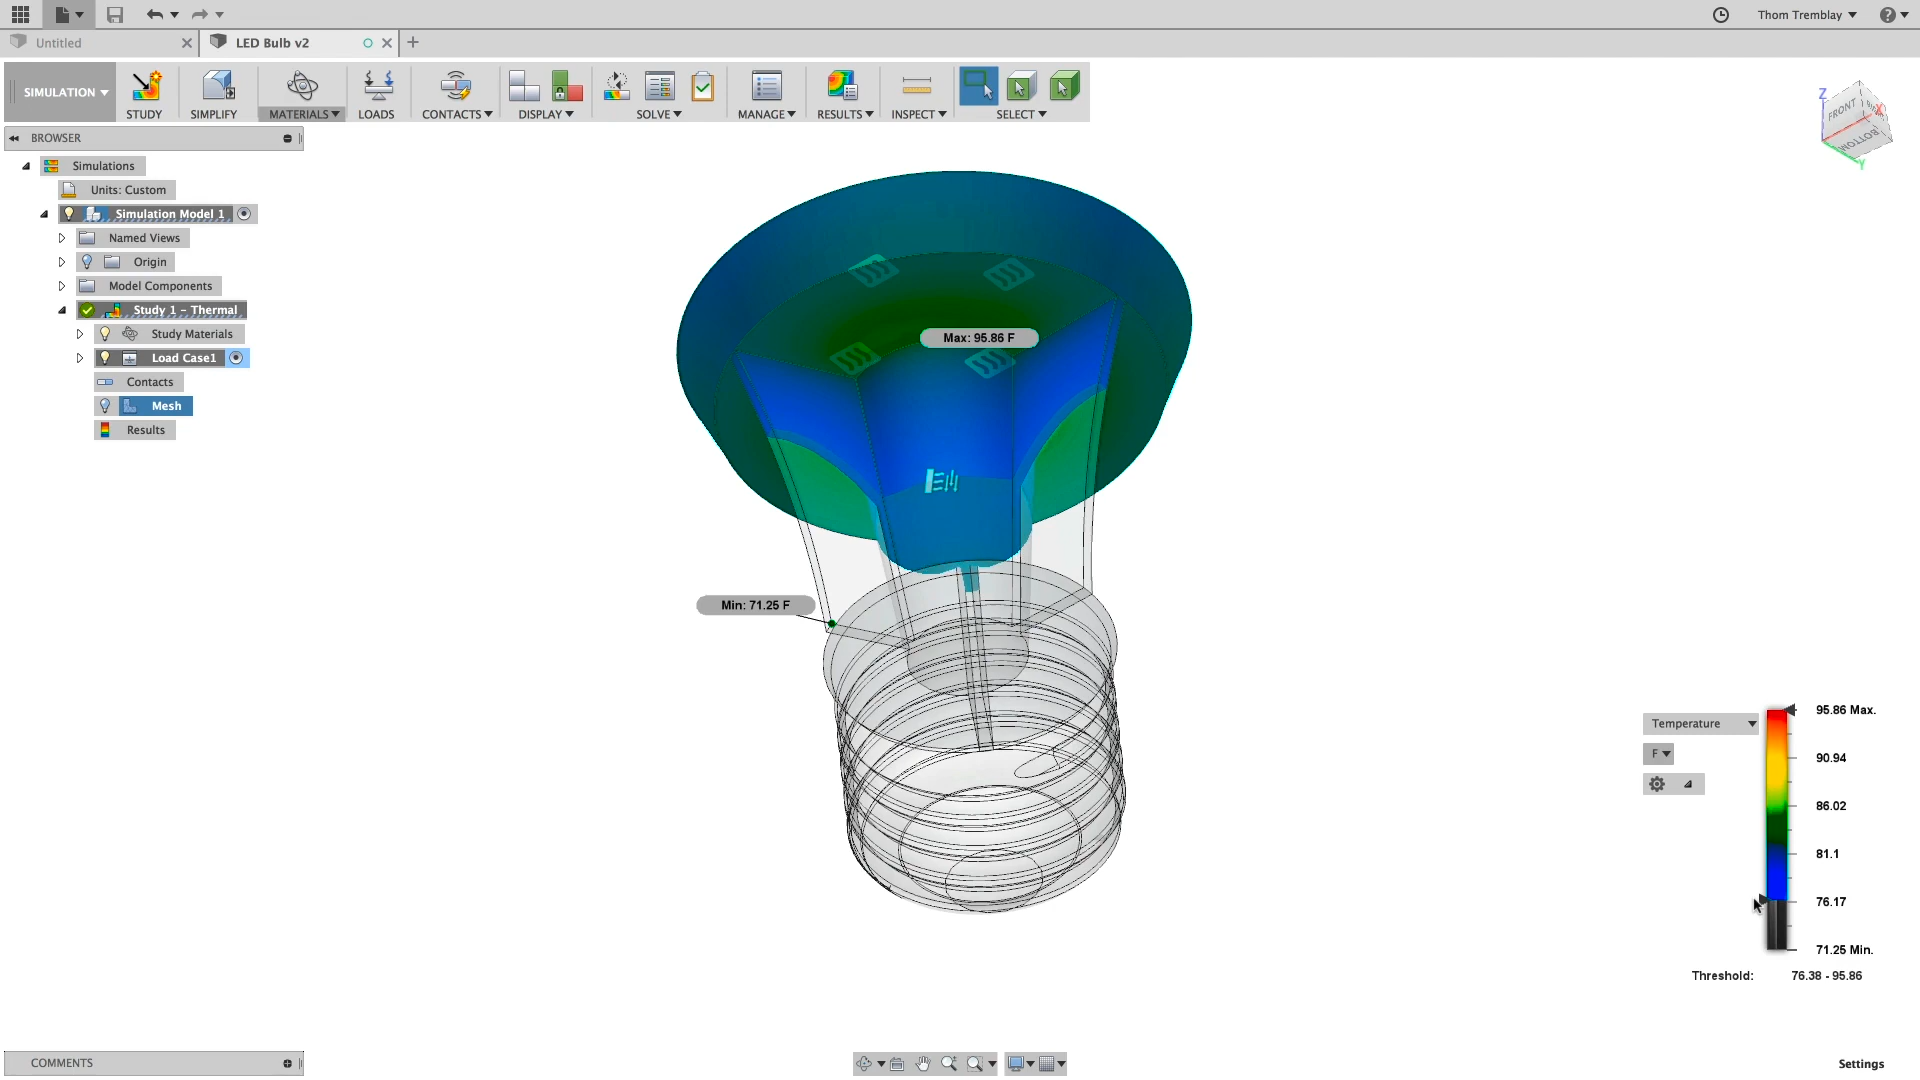 Thom Tremblay
Untitled
LED Bulb v2
SIMULATION
STUDY
SIMPLIFY
MATERIALS
LOADS
CONTACTS
DISPLAY
SOLVE
MANAGE
RESULTS
INSPECT
SELECT
BROWSER
Simulations
Units: Custom
Simulation Model 1
Named Views
Origin
Model Components
Study 1 - Thermal
Study Materials
Load Case1
Contacts
Mesh
Results
Z
FRONT
X
BOTTOM
Y
Max: 95.86 F
Min: 71.25 F
Temperature
F
95.86 Max.
90.94
86.02
81.1
76.17
71.25 Min.
Threshold: 76.38 - 95.86
COMMENTS
Settings